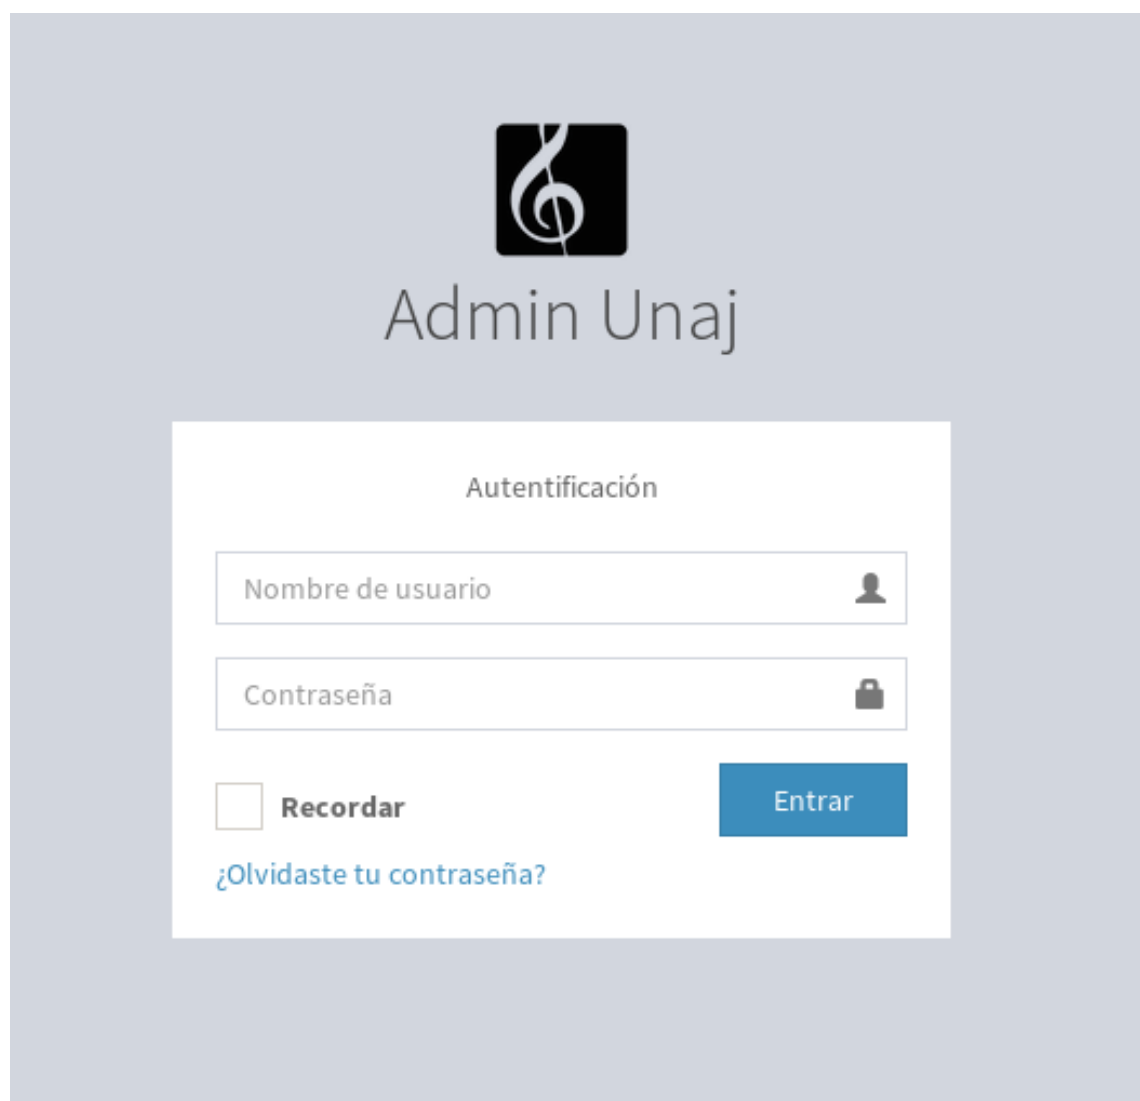 Admin Unaj
Autentificación
Nombre de usuario
Contraseña
Recordar
Entrar
¿Olvidaste tu contraseña?